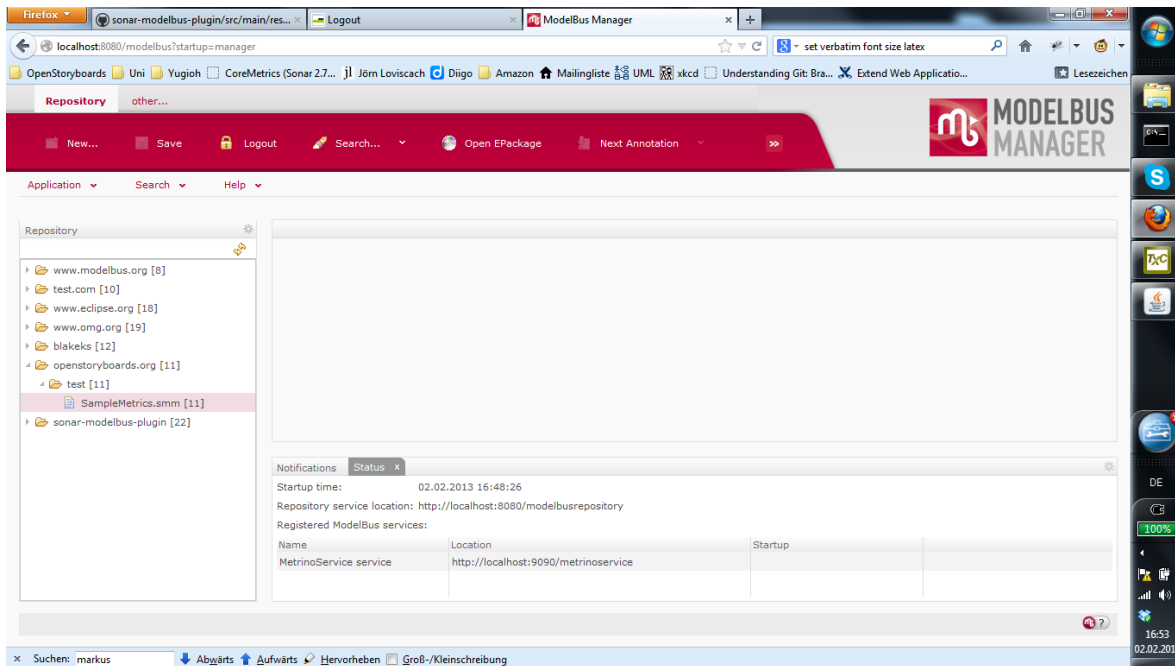 Firefox
sonar-modelbus-plugin/src/main/res...
Logout
ModelBus Manager
localhost:8080/modelbus?startup=manager
set verbatim font size latex
OpenStoryboards
Uni
Yugioh
CoreMetrics (Sonar 2.7...
Jörn Loviscach
Diigo
Amazon
Mailingliste
UML
xkcd
Understanding Git: Bra...
Extend Web Applicatio...
Lesezeichen
Repository
other...
New...
Save
Logout
Search...
Open EPackage
Next Annotation
MODELBUS
MANAGER
Application
Search
Help
Repository
www.modelbus.org [8]
test.com [10]
www.eclipse.org [18]
www.omg.org [19]
blakeks [12]
openstoryboards.org [11]
test [11]
SampleMetrics.smm [11]
sonar-modelbus-plugin [22]
Notifications
Status x
Startup time: 02.02.2013 16:48:26
Repository service location: http://localhost:8080/modelbusrepository
Registered ModelBus services:
Name Location Startup
MetrinoService service http://localhost:9090/metrinoservice
× Suchen: markus Abwärts Aufwärts Hervorheben Groß-/Kleinschreibung
TXC
DE
100%
16:53